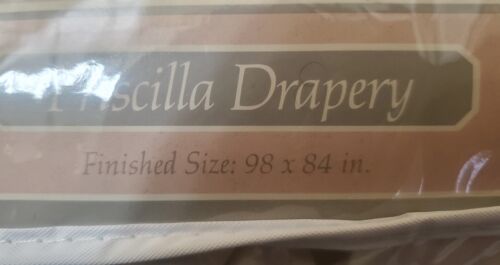 Priscilla Drapery
Finished Size: 98 x 84 in.